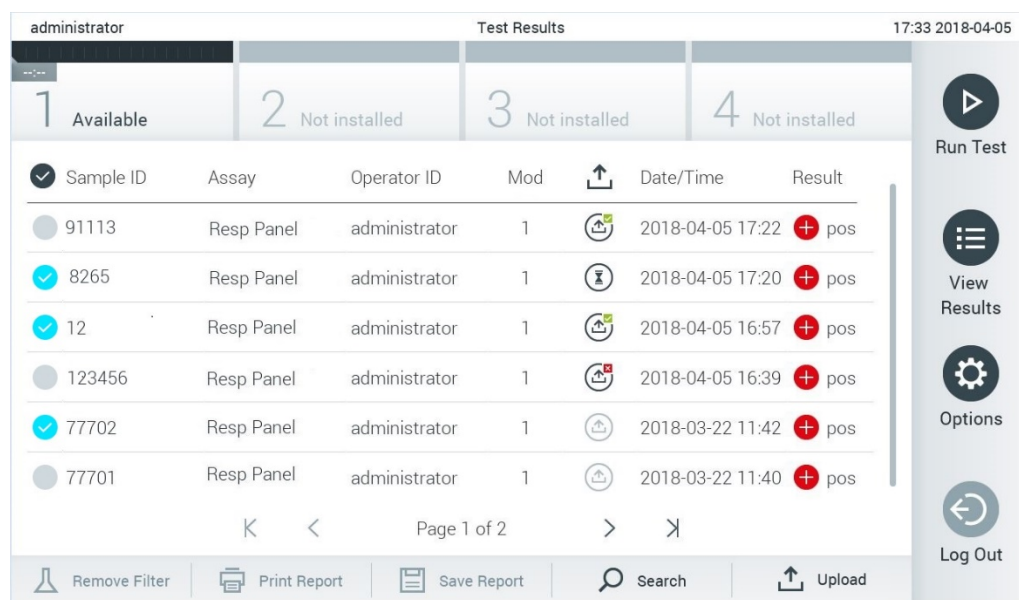 administrator Test Results 17:33 2018-04-05
--:--
1 Available 2 Not installed 3 Not installed 4 Not installed
Run Test
Sample ID Assay Operator ID Mod Date/Time Result
91113 Resp Panel administrator 1 2018-04-05 17:22 pos
8265 Resp Panel administrator 1 2018-04-05 17:20 pos
View
Results
12 Resp Panel administrator 1 2018-04-05 16:57 pos
123456 Resp Panel administrator 1 2018-04-05 16:39 pos
77702 Resp Panel administrator 1 2018-03-22 11:42 pos
Options
77701 Resp Panel administrator 1 2018-03-22 11:40 pos
Page 1 of 2
Log Out
Remove Filter Print Report Save Report Search Upload